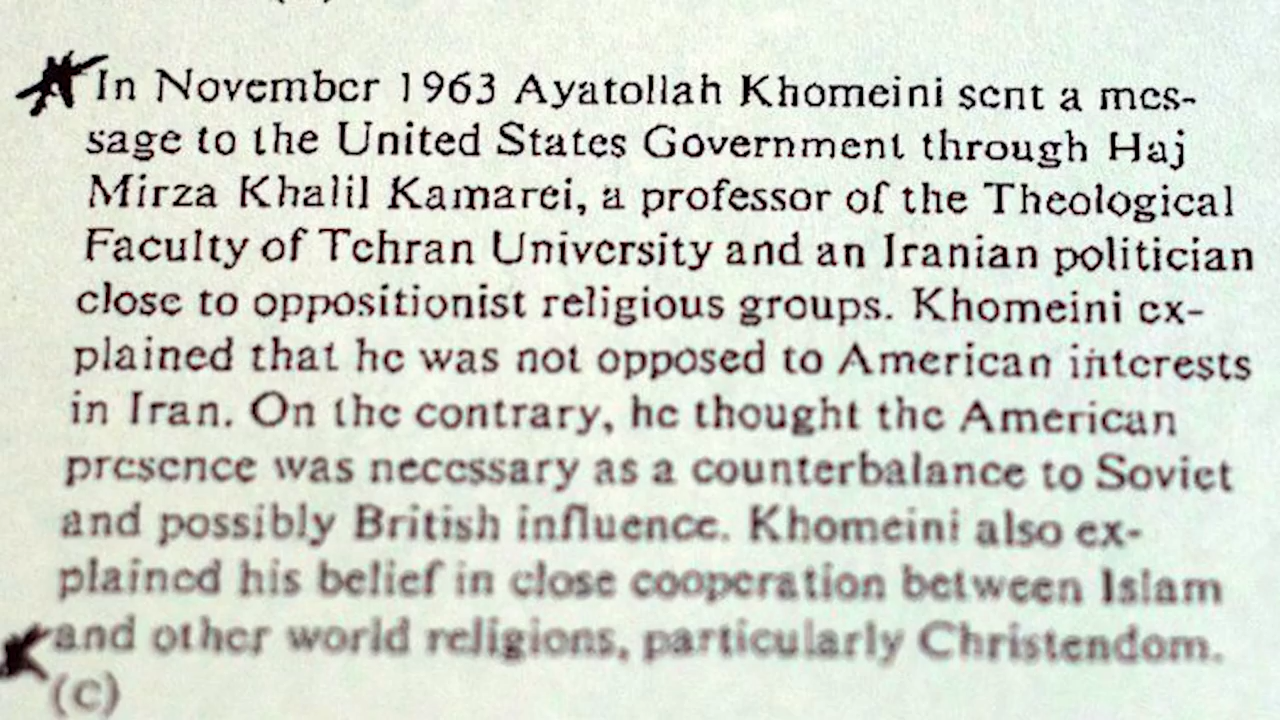 In November 1963 Ayatollah Khomeini sent a mes-
sage to the United States Government through Haj
Mirza Khalil Kamarei, a professor of the Theological
Faculty of Tehran University and an Iranian politician
close to oppositionist religious groups. Khomeini ex-
plained that he was not opposed to American interests
in Iran. On the contrary, he thought the American
presence was necessary as a counterbalance to Soviet
and possibly British influence. Khomeini also ex-
plained his belief in close cooperation between Islam
and other world religions, particularly Christendom.
(C)